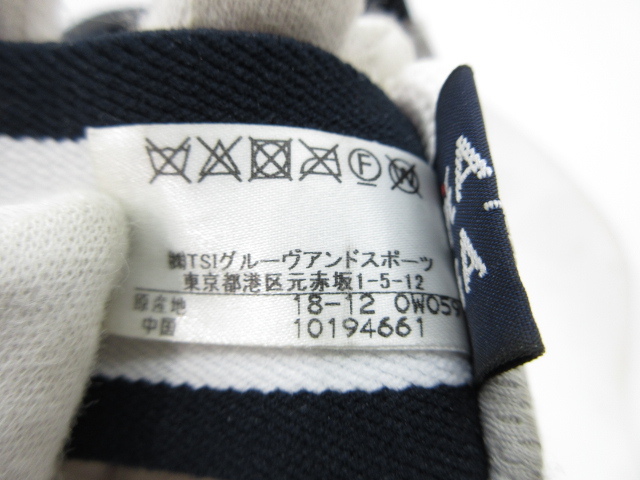 F
W
㈱TSIグルーヴアンドスポーツ
東京都港区元赤坂1-5-12
原産地 18-12 0W059
中国 10194661